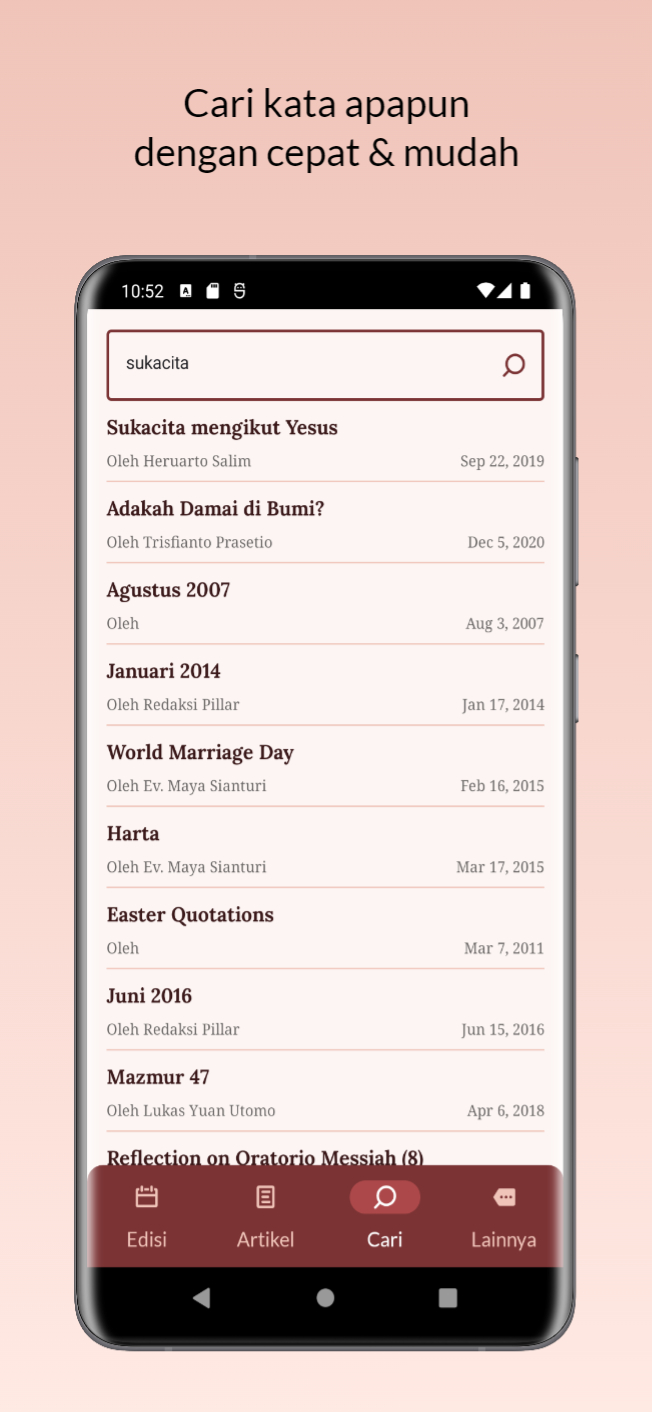 Cari kata apapun
dengan cepat & mudah
10:52
sukacita
Sukacita mengikut Yesus
Oleh Heruarto Salim Sep 22, 2019
Adakah Damai di Bumi?
Oleh Trisfianto Prasetio Dec 5, 2020
Agustus 2007
Oleh Aug 3, 2007
Januari 2014
Oleh Redaksi Pillar Jan 17, 2014
World Marriage Day
Oleh Ev. Maya Sianturi Feb 16, 2015
Harta
Oleh Ev. Maya Sianturi Mar 17, 2015
Easter Quotations
Oleh Mar 7, 2011
Juni 2016
Oleh Redaksi Pillar Jun 15, 2016
Mazmur 47
Oleh Lukas Yuan Utomo Apr 6, 2018
Reflection on Oratorio Messiah (8)
Edisi Artikel Cari Lainnya